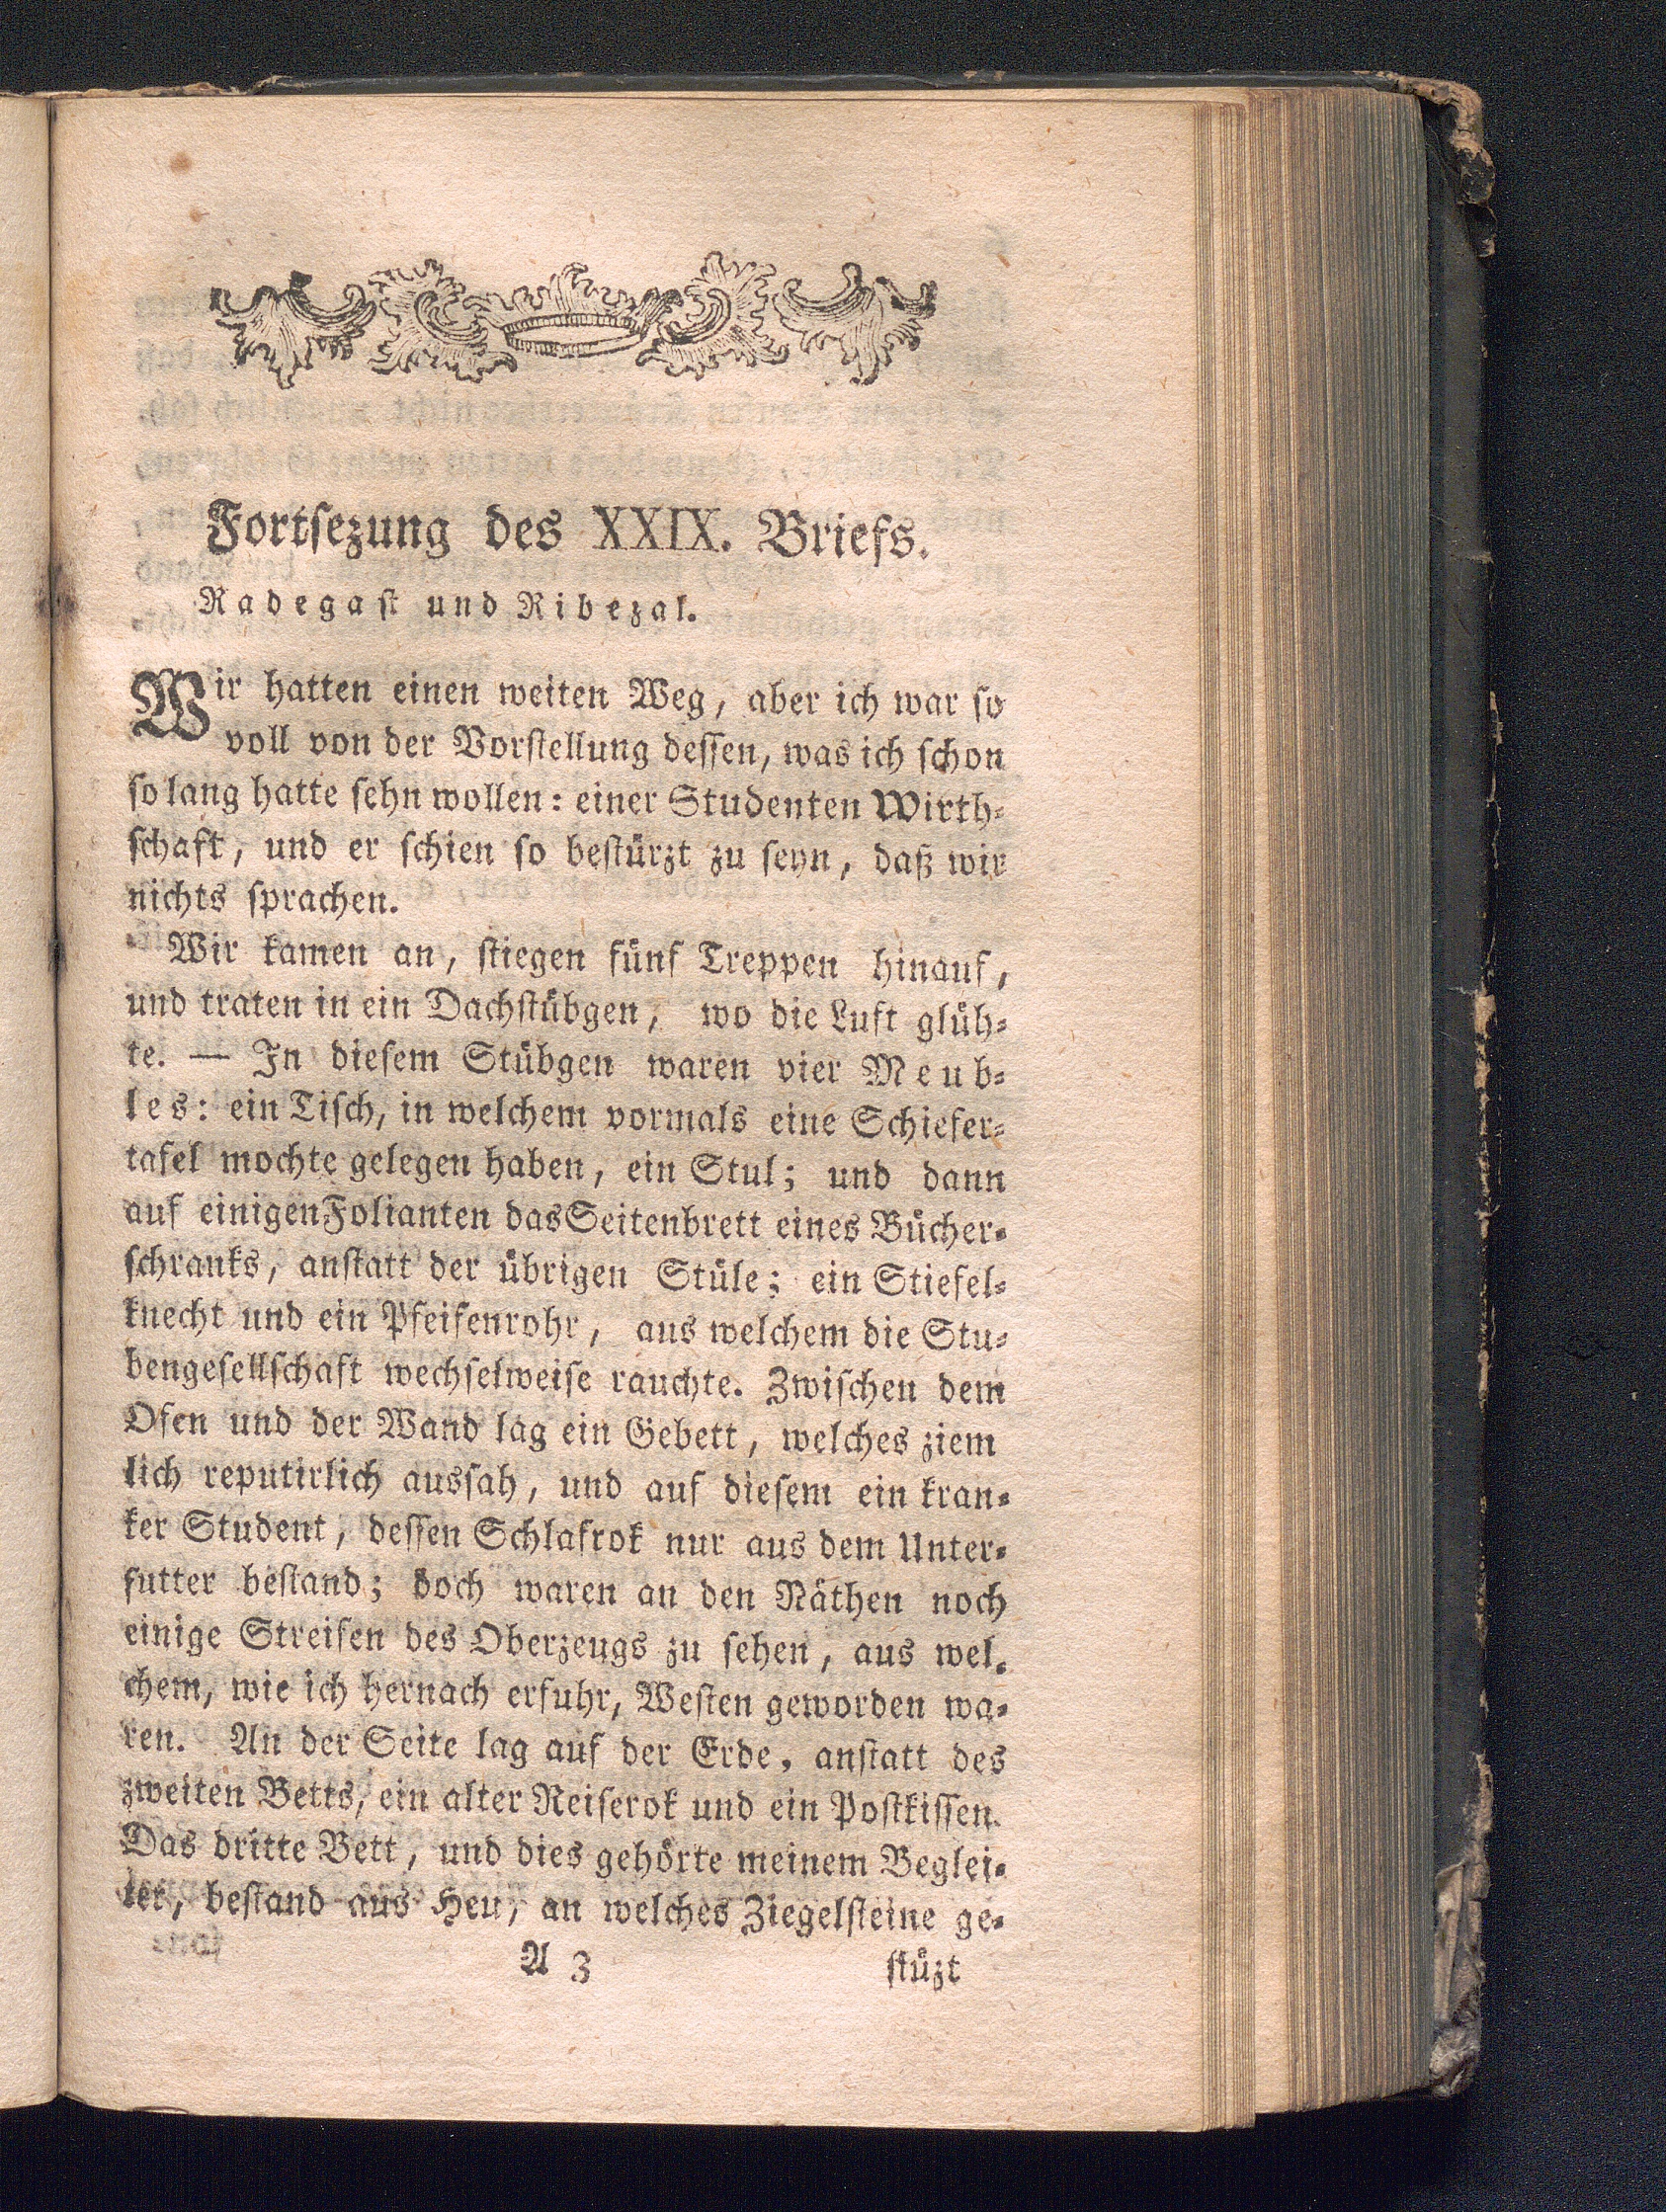 Fortſezung des XXIX. Briefs.
Radegaſt und Ribezal.
Wir hatten einen weiten Weg, aber ich war ſo
voll von der Vorſtellung deſſen, was ich ſchon
ſo lang hatte ſehn wollen: einer Studenten Wirth⸗
ſchaft, und er ſchien ſo beſtürzt zu ſeyn, daß wir
nichts ſprachen.
Wir kamen an, ſtiegen fünf Treppen hinauf,
und traten in ein Dachſtübgen, wo die Luft glüh⸗
te. — In dieſem Stübgen waren vier Meub⸗
les: ein Tiſch, in welchem vormals eine Schiefer⸗
tafel mochte gelegen haben, ein Stul; und dann
auf einigen Folianten das Seitenbrett eines Bücher⸗
ſchranks, anſtatt der übrigen Stüle; ein Stiefel⸗
knecht und ein Pfeifenrohr, aus welchem die Stu⸗
bengeſellſchaft wechſelweiſe rauchte. Zwiſchen dem
Ofen und der Wand lag ein Gebett, welches ziem
lich reputirlich ausſah, und auf dieſem ein kran⸗
ker Student, deſſen Schlafrok nur aus dem Unter⸗
futter beſtand; doch waren an den Näthen noch
einige Streifen des Oberzeugs zu ſehen, aus wel.
chem, wie ich hernach erfuhr, Weſten geworden wa⸗
ren. An der Seite lag auf der Erde, anſtatt des
zweiten Betts, ein alter Reiſerok und ein Poſtkiſſen.
Das dritte Bett, und dies gehörte meinem Beglei⸗
ter, beſtand aus Heu, an welches Ziegelſteine ge⸗
A 3 ſtüzt